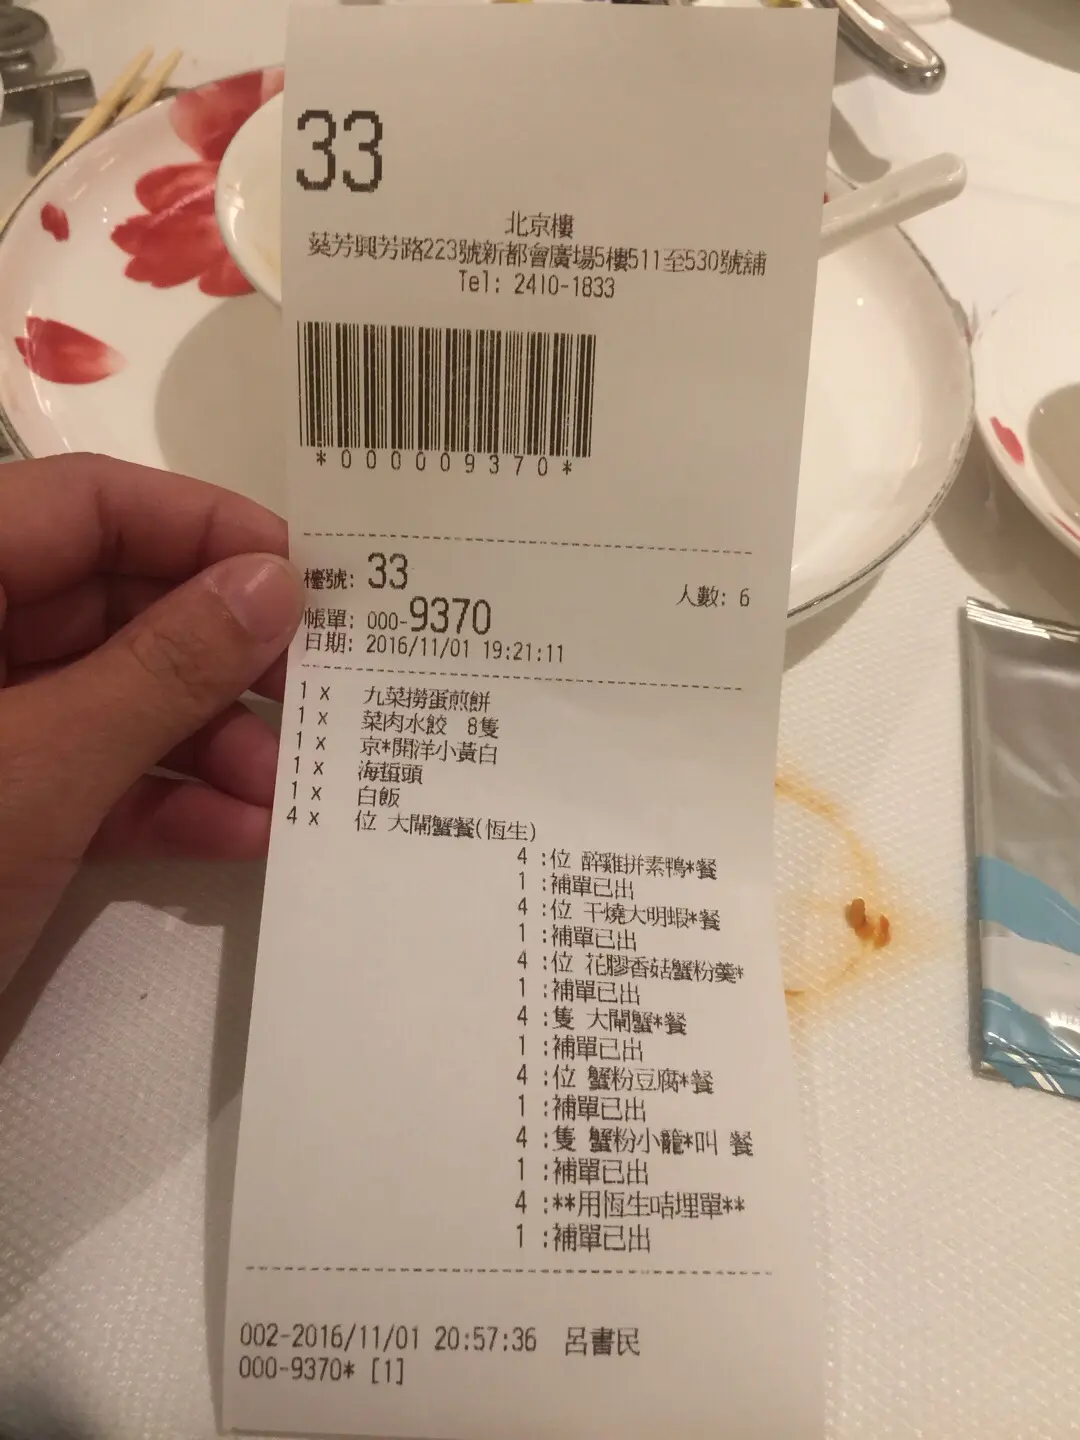 33
北京樓
葵芳興芳路223號新都會廣場5樓511至530號舖
Tel: 2410-1833
*000009370*
檯號: 33 人數: 6
帳單: 000-9370
日期: 2016/11/01 19:21:11
1 x 九菜撈蛋煎餅
1 x 菜肉水餃 8隻
1 x 京*開洋小黃白
1 x 海蜇頭
1 x 白飯
4 x 位 大閘蟹餐(恆生)
4 :位 醉雞拼素鴨*餐
1 :補單已出
4 :位 干燒大明蝦*餐
1 :補單已出
4 :位 花膠香菇蟹粉羹*
1 :補單已出
4 :隻 大閘蟹*餐
1 :補單已出
4 :位 蟹粉豆腐*餐
1 :補單已出
4 :隻 蟹粉小籠*叫 餐
1 :補單已出
4 :**用恆生咭埋單**
1 :補單已出
002-2016/11/01 20:57:36 呂書民
000-9370* [1]